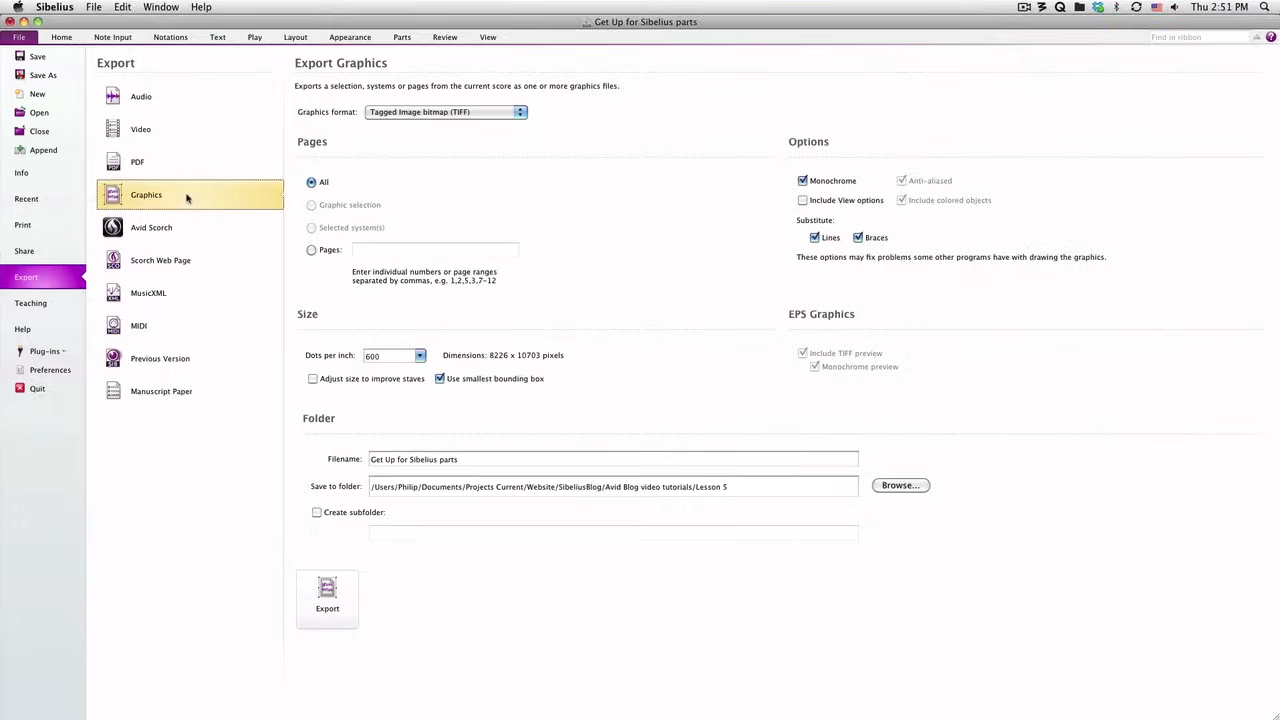 Sibelius File Edit Window Help Thu 2:51 PM
Get Up for Sibelius parts
File Home Note Input Notations Text Play Layout Appearance Parts Review View Find in ribbon
Save
Save As
New
Open
Close
Append
Info
Recent
Print
Share
Export
Teaching
Help
Plug-ins
Preferences
Quit
Export
Audio
Video
PDF
Graphics
Avid Scorch
Scorch Web Page
MusicXML
MIDI
Previous Version
Manuscript Paper
Export Graphics
Exports a selection, systems or pages from the current score as one or more graphics files.
Graphics format: Tagged Image bitmap (TIFF)
Pages
All
Graphic selection
Selected system(s)
Pages:
Enter individual numbers or page ranges
separated by commas, e.g. 1,2,5,3,7-12
Options
Monochrome Anti-aliased
Include View options Include colored objects
Substitute:
Lines Braces
These options may fix problems some other programs have with drawing the graphics.
Size
Dots per inch: 600 Dimensions: 8226 x 10703 pixels
Adjust size to improve staves Use smallest bounding box
EPS Graphics
Include TIFF preview
Monochrome preview
Folder
Filename: Get Up for Sibelius parts
Save to folder: /Users/Philip/Documents/Projects Current/Website/SibeliusBlog/Avid Blog video tutorials/Lesson 5 Browse...
Create subfolder:
Export